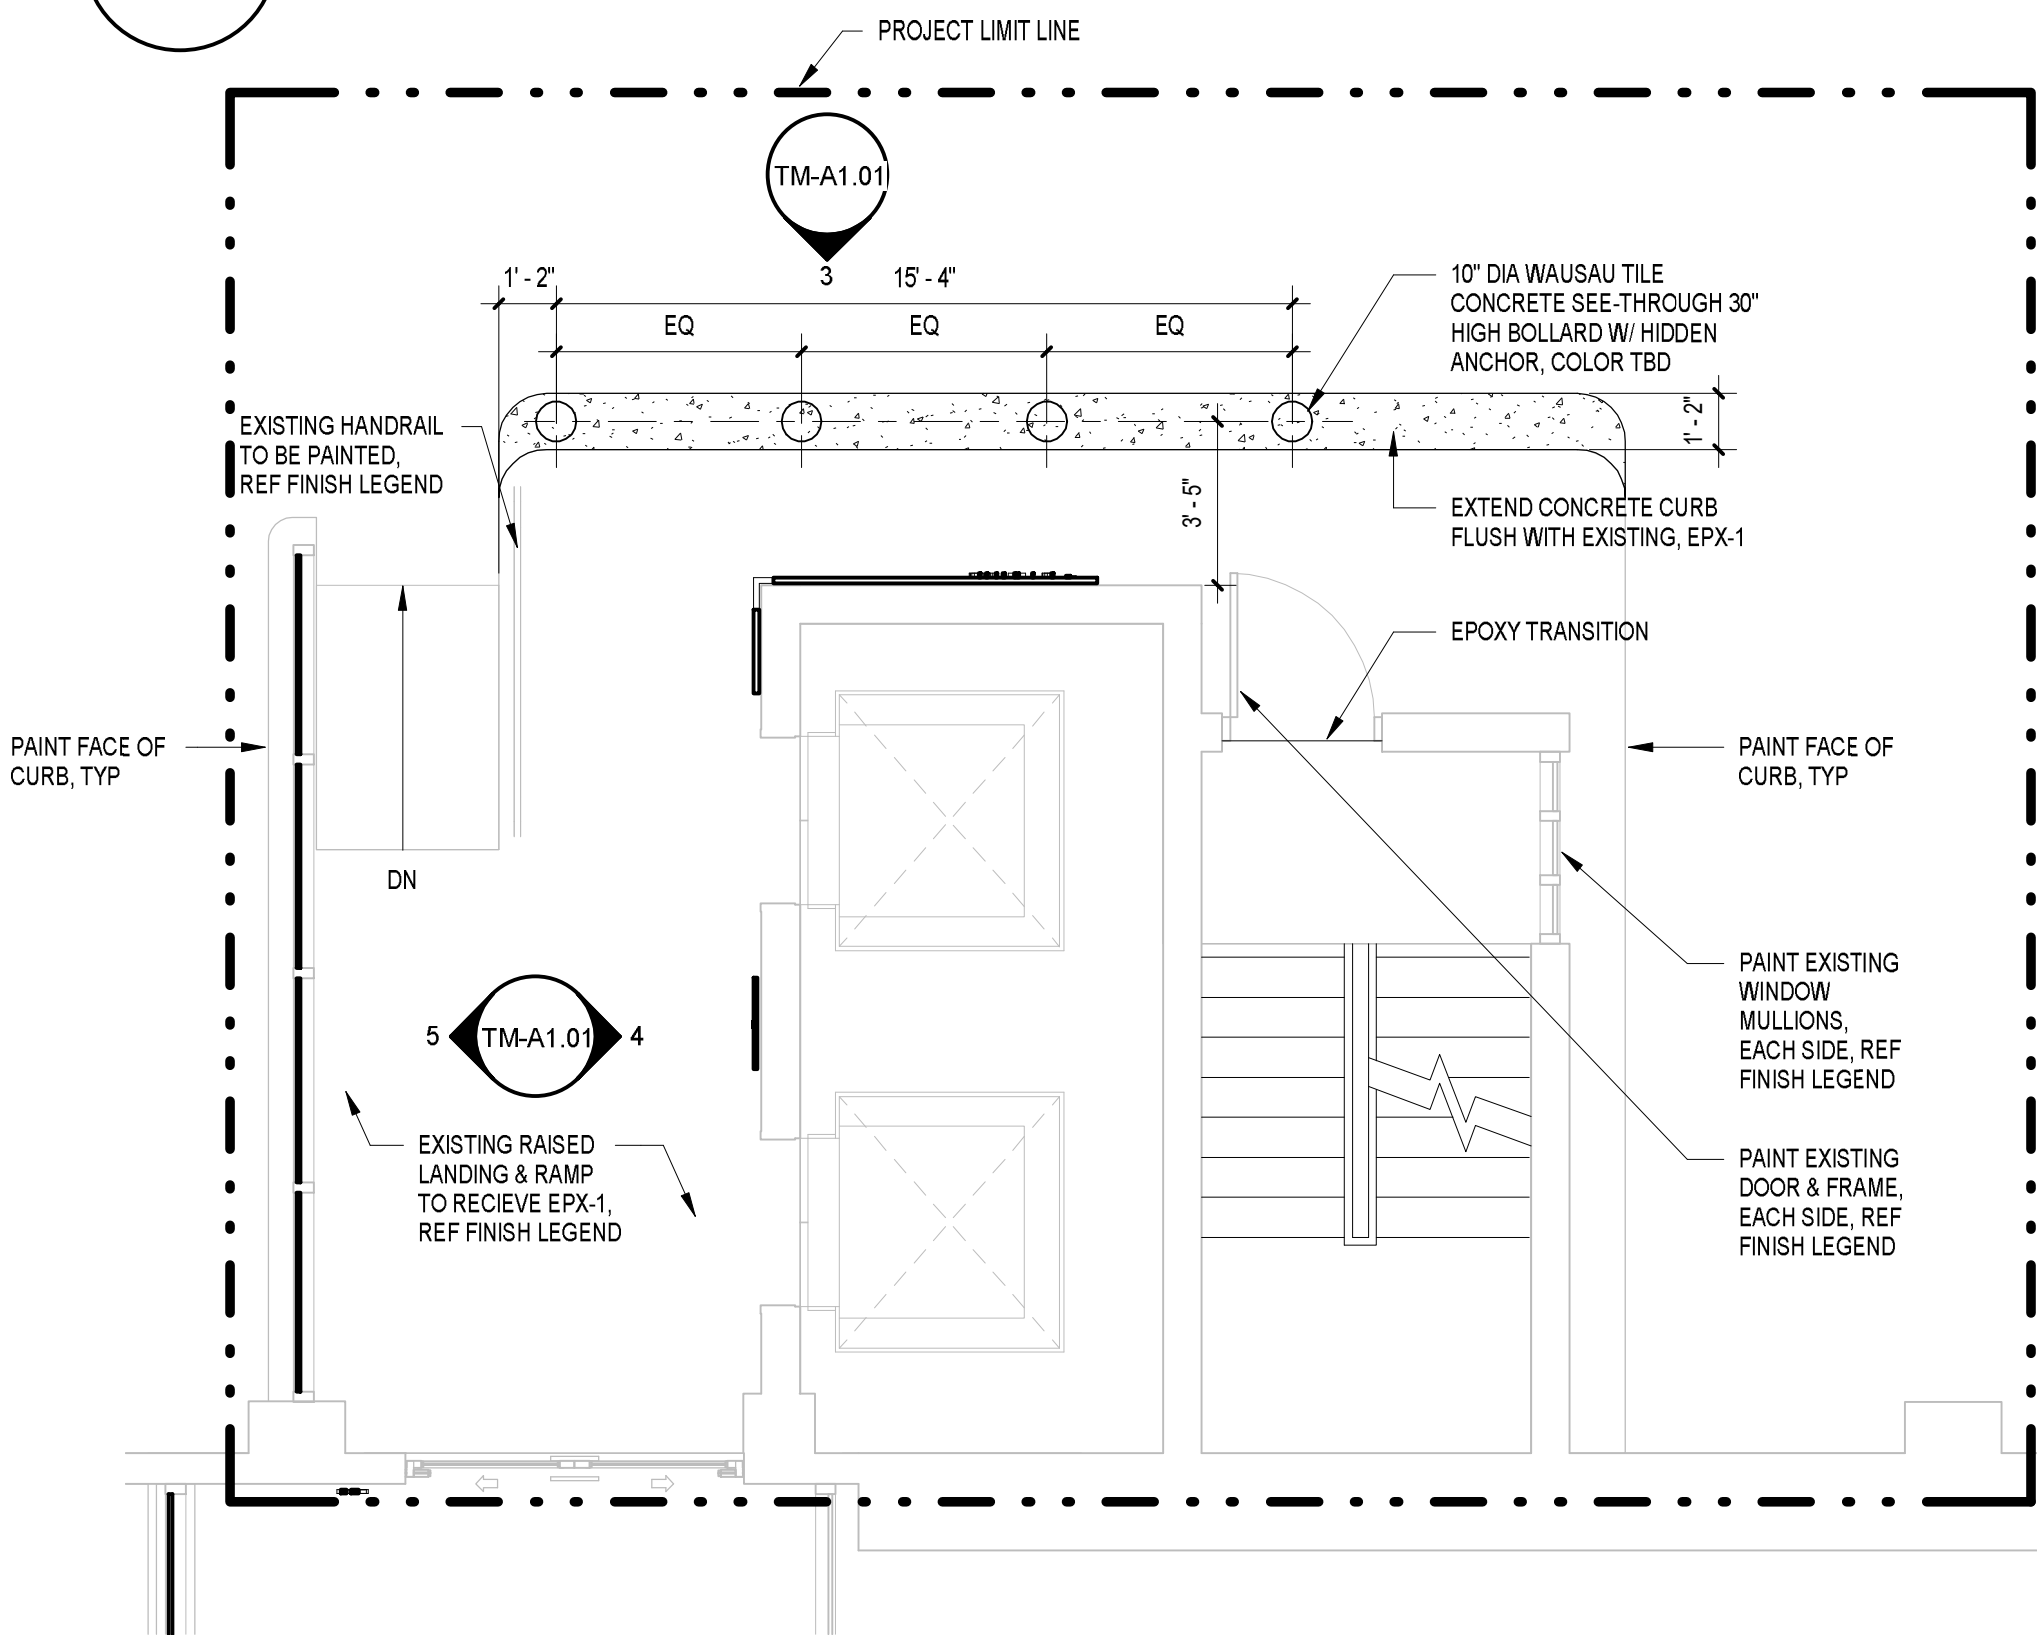 PROJECT LIMIT LINE
TM-A1.01
3
1' - 2"
15' - 4"
EQ
EQ
EQ
10" DIA WAUSAU TILE
CONCRETE SEE-THROUGH 30"
HIGH BOLLARD W/ HIDDEN
ANCHOR, COLOR TBD
1' - 2"
EXISTING HANDRAIL
TO BE PAINTED,
REF FINISH LEGEND
3' - 5"
EXTEND CONCRETE CURB
FLUSH WITH EXISTING, EPX-1
EPOXY TRANSITION
PAINT FACE OF
CURB, TYP
PAINT FACE OF
CURB, TYP
DN
PAINT EXISTING
WINDOW
MULLIONS,
EACH SIDE, REF
FINISH LEGEND
5
TM-A1.01
4
EXISTING RAISED
LANDING & RAMP
TO RECIEVE EPX-1,
REF FINISH LEGEND
PAINT EXISTING
DOOR & FRAME,
EACH SIDE, REF
FINISH LEGEND